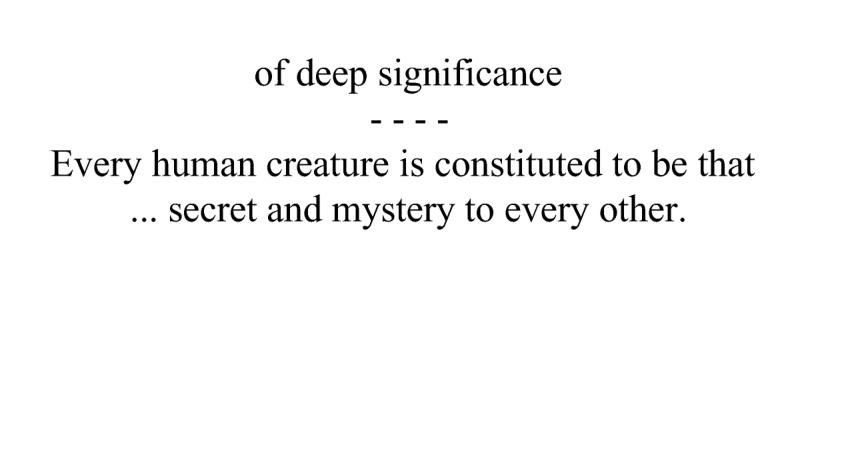 of deep significance
- - - -
Every human creature is constituted to be that
... secret and mystery to every other.